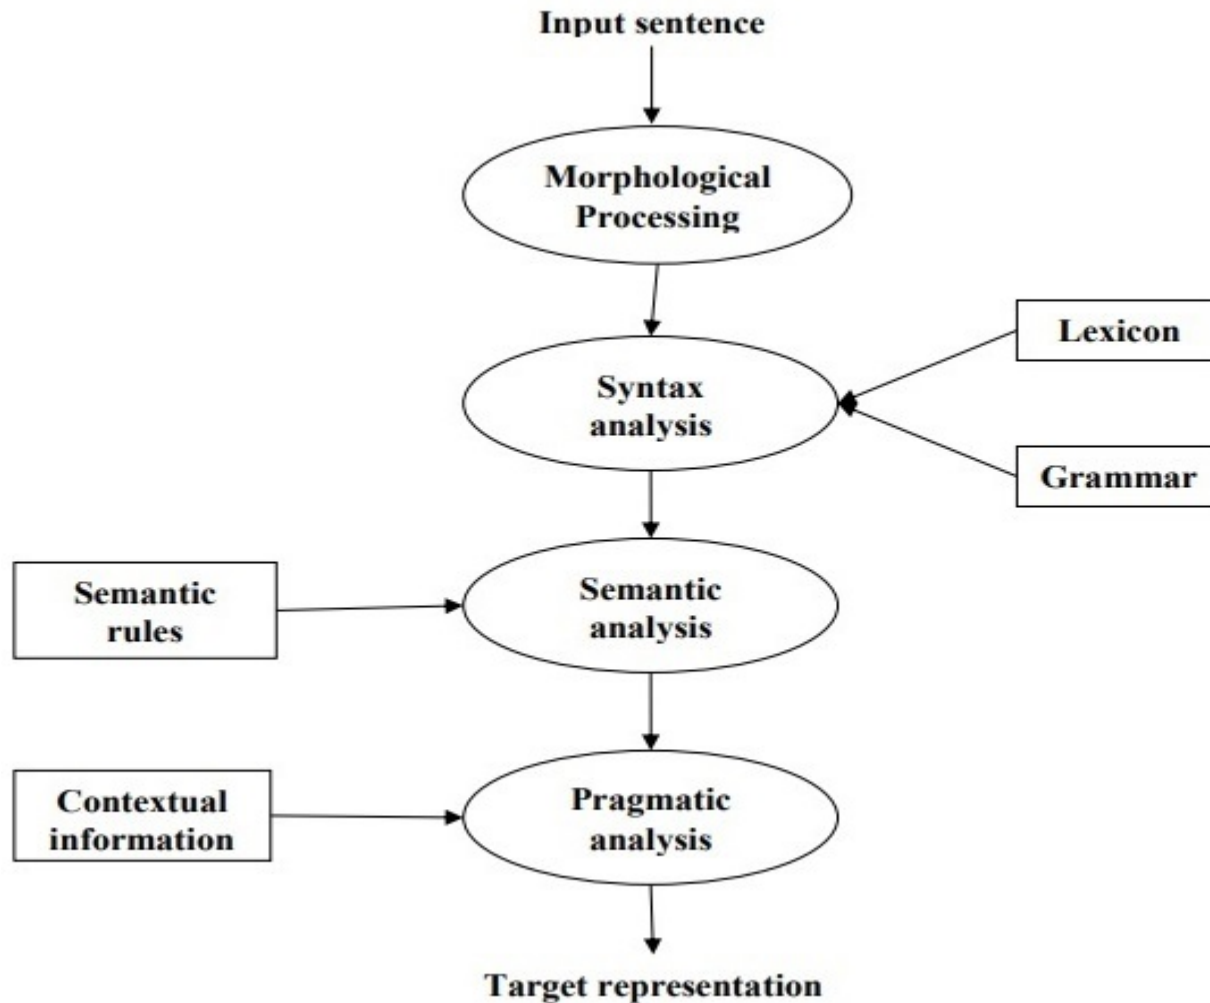 Input sentence
Morphological
Processing
Lexicon
Syntax
analysis
Grammar
Semantic
rules
Semantic
analysis
Contextual
information
Pragmatic
analysis
Target representation